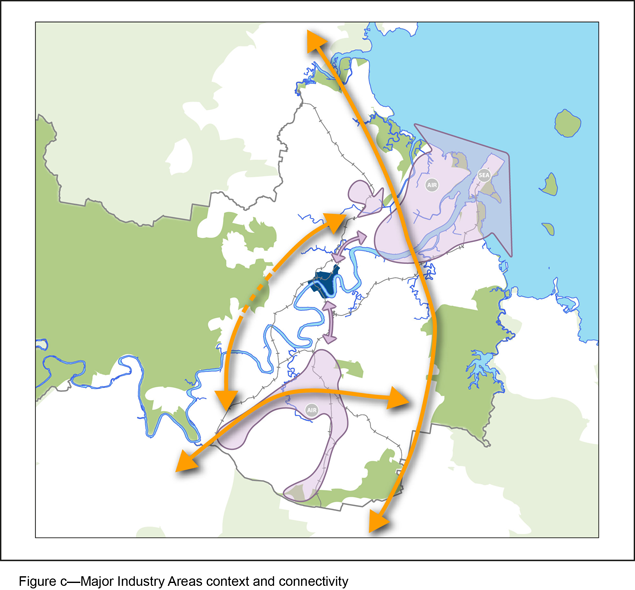 AIR
SEA
AIR
Figure c—Major Industry Areas context and connectivity